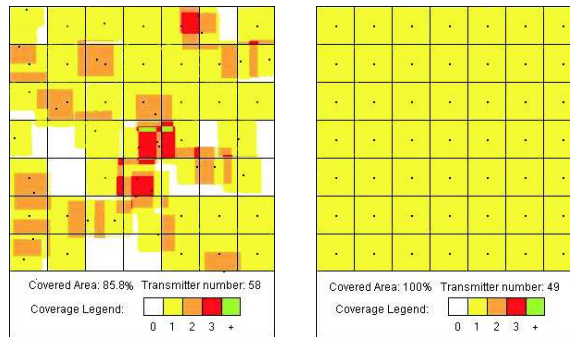 Covered Area: 85.8% Transmitter number: 58
Coverage Legend:
0 1 2 3 +
Covered Area: 100% Transmitter number: 49
Coverage Legend:
0 1 2 3 +